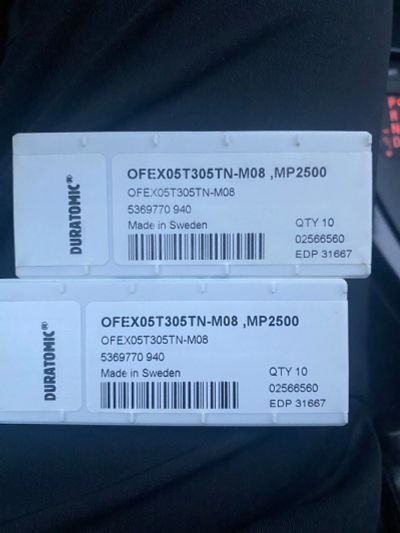 DURATOMIC®
OFEX05T305TN-M08 ,MP2500
OFEX05T305TN-M08
5369770 940
Made in Sweden
QTY 10
02566560
EDP 31667
DURATOMIC®
OFEX05T305TN-M08 ,MP2500
OFEX05T305TN-M08
5369770 940
Made in Sweden
QTY 10
02566560
EDP 31667